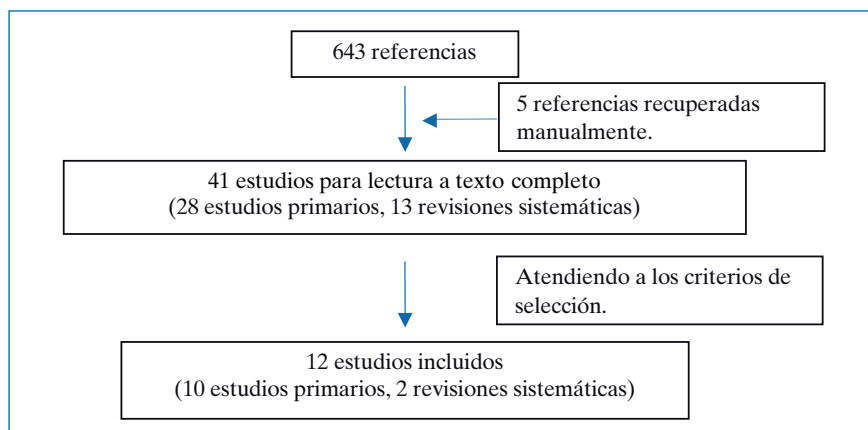 643 referencias
5 referencias recuperadas
manualmente.
41 estudios para lectura a texto completo
(28 estudios primarios, 13 revisiones sistemáticas)
Atendiendo a los criterios de
selección.
12 estudios incluidos
(10 estudios primarios, 2 revisiones sistemáticas)